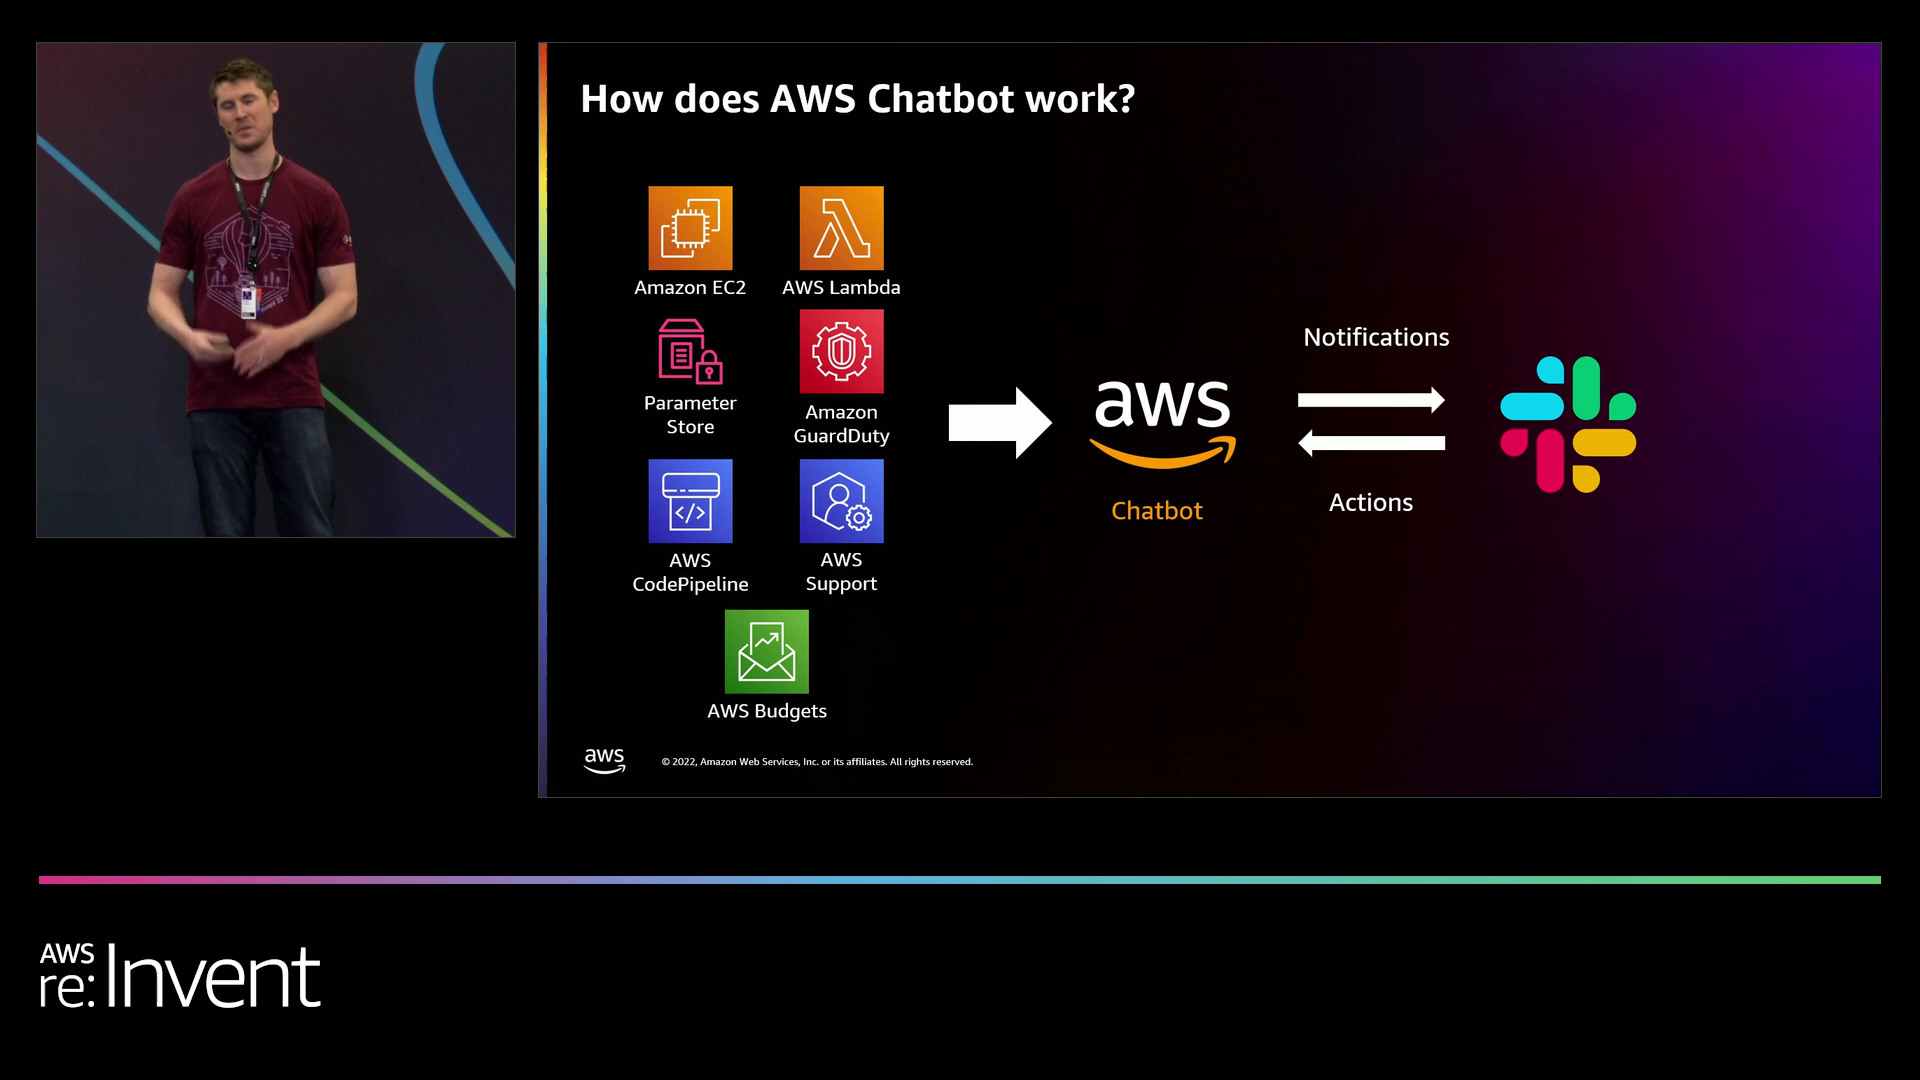 How does AWS Chatbot work?
Amazon EC2
AWS Lambda
Parameter
Store
Amazon
GuardDuty
AWS
CodePipeline
AWS
Support
AWS Budgets
aws
Chatbot
Notifications
Actions
aws
© 2022, Amazon Web Services, Inc. or its affiliates. All rights reserved.
AWS
re:Invent